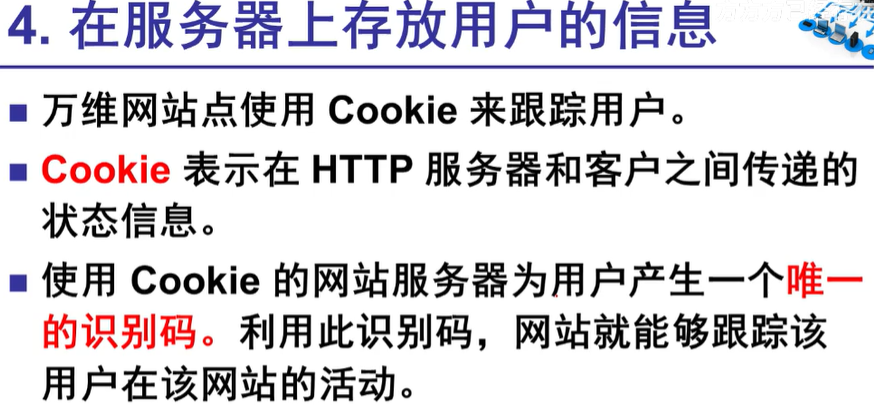 4. 在服务器上存放用户的信息
万维网站点使用 Cookie 来跟踪用户。
Cookie 表示在 HTTP 服务器和客户之间传递的
状态信息。
使用 Cookie 的网站服务器为用户产生一个唯一
的识别码。利用此识别码，网站就能够跟踪该
用户在该网站的活动。